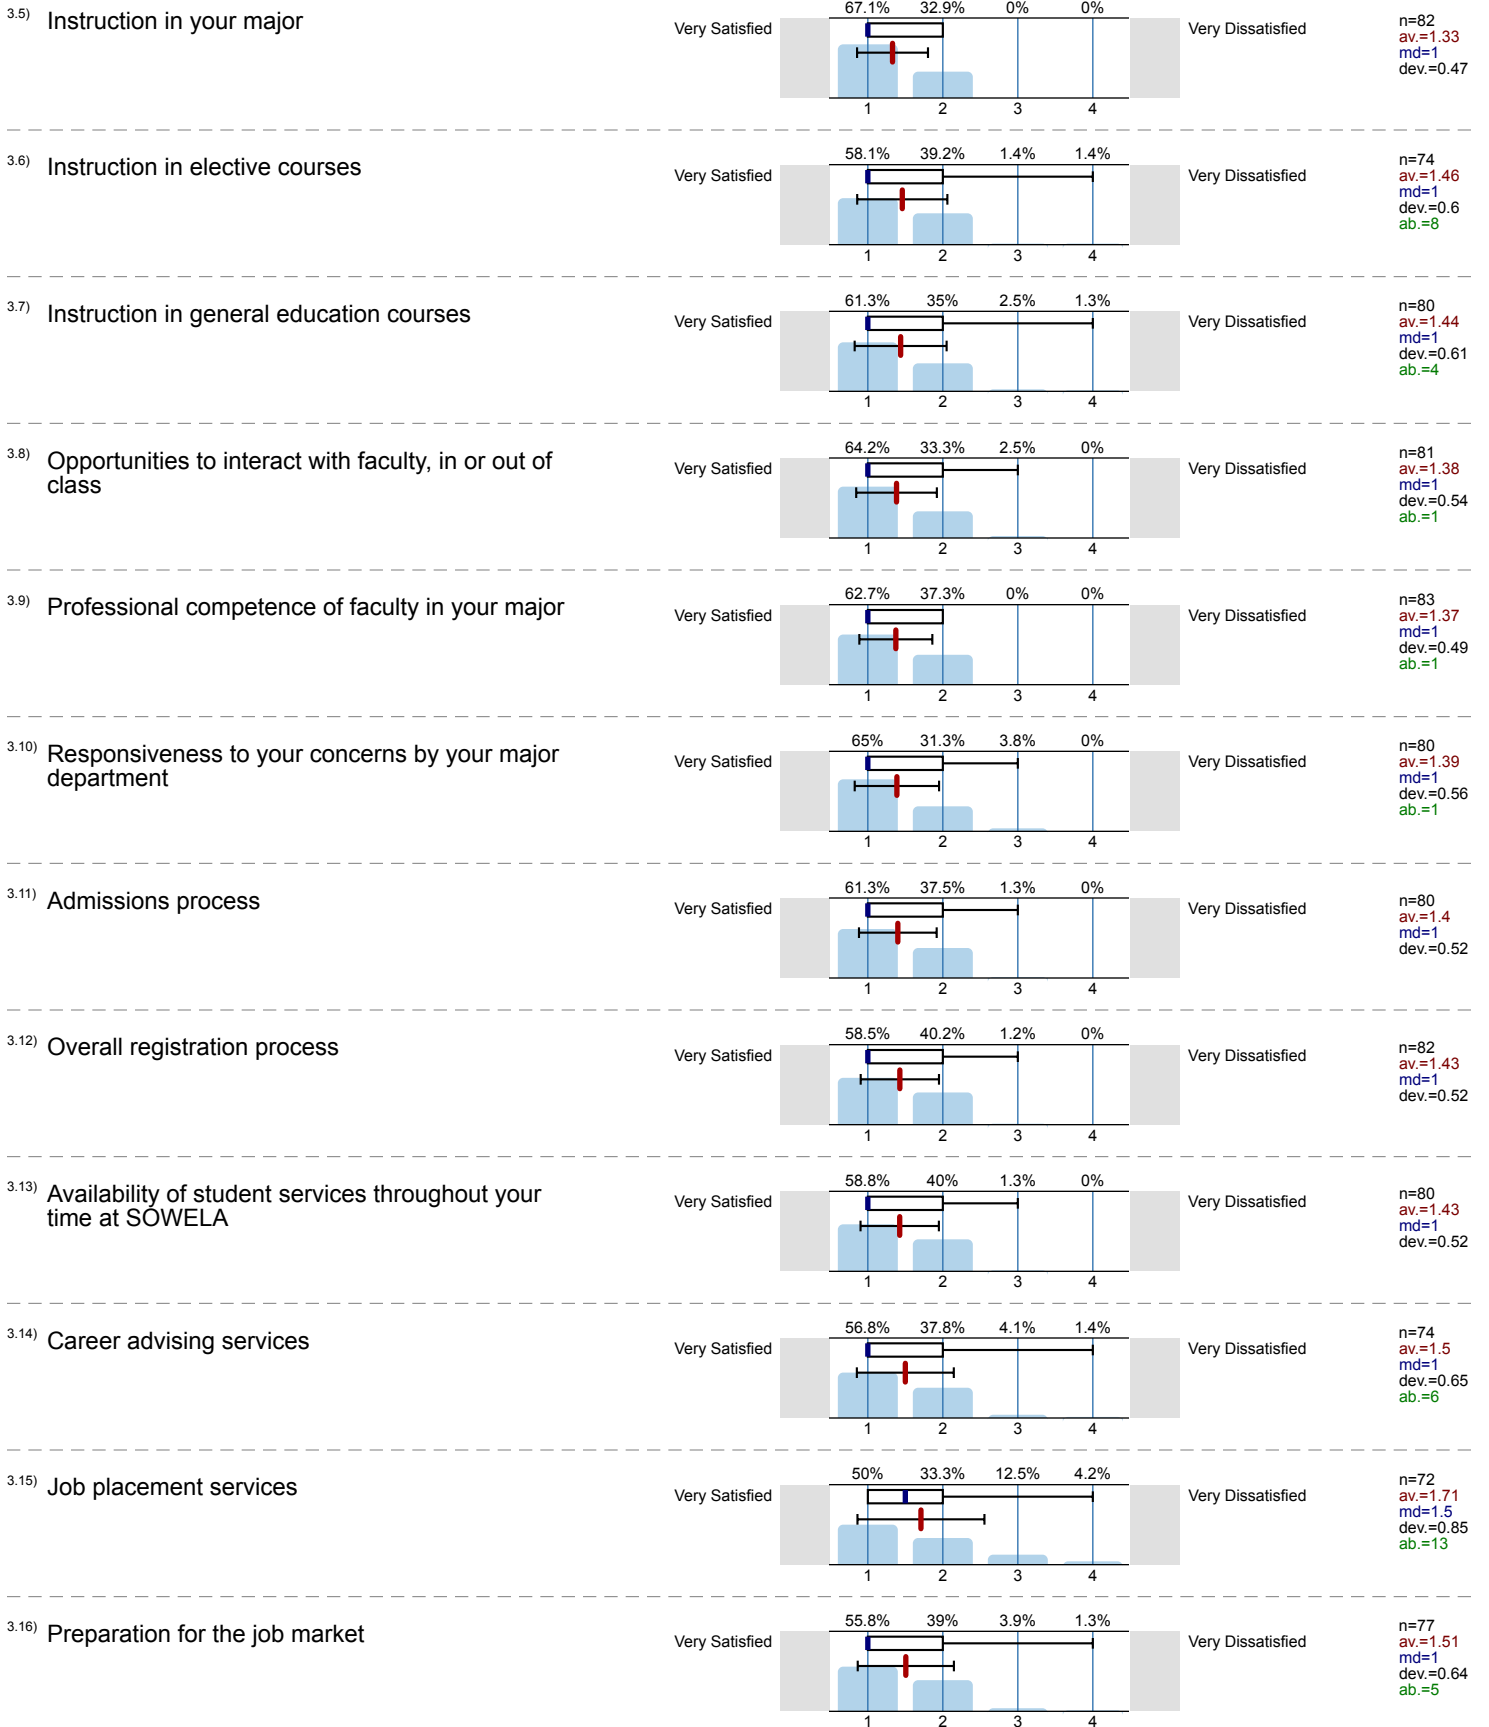 3.5) Instruction in your major
67.1% 32.9% 0% 0%
Very Satisfied Very Dissatisfied
n=82
av.=1.33
md=1
dev.=0.47
1 2 3 4
3.6) Instruction in elective courses
58.1% 39.2% 1.4% 1.4%
Very Satisfied Very Dissatisfied
n=74
av.=1.46
md=1
dev.=0.6
ab.=8
1 2 3 4
3.7) Instruction in general education courses
61.3% 35% 2.5% 1.3%
Very Satisfied Very Dissatisfied
n=80
av.=1.44
md=1
dev.=0.61
ab.=4
1 2 3 4
3.8) Opportunities to interact with faculty, in or out of
class
64.2% 33.3% 2.5% 0%
Very Satisfied Very Dissatisfied
n=81
av.=1.38
md=1
dev.=0.54
ab.=1
1 2 3 4
3.9) Professional competence of faculty in your major
62.7% 37.3% 0% 0%
Very Satisfied Very Dissatisfied
n=83
av.=1.37
md=1
dev.=0.49
ab.=1
1 2 3 4
3.10) Responsiveness to your concerns by your major
department
65% 31.3% 3.8% 0%
Very Satisfied Very Dissatisfied
n=80
av.=1.39
md=1
dev.=0.56
ab.=1
1 2 3 4
3.11) Admissions process
61.3% 37.5% 1.3% 0%
Very Satisfied Very Dissatisfied
n=80
av.=1.4
md=1
dev.=0.52
1 2 3 4
3.12) Overall registration process
58.5% 40.2% 1.2% 0%
Very Satisfied Very Dissatisfied
n=82
av.=1.43
md=1
dev.=0.52
1 2 3 4
3.13) Availability of student services throughout your
time at SOWELA
58.8% 40% 1.3% 0%
Very Satisfied Very Dissatisfied
n=80
av.=1.43
md=1
dev.=0.52
1 2 3 4
3.14) Career advising services
56.8% 37.8% 4.1% 1.4%
Very Satisfied Very Dissatisfied
n=74
av.=1.5
md=1
dev.=0.65
ab.=6
1 2 3 4
3.15) Job placement services
50% 33.3% 12.5% 4.2%
Very Satisfied Very Dissatisfied
n=72
av.=1.71
md=1.5
dev.=0.85
ab.=13
1 2 3 4
3.16) Preparation for the job market
55.8% 39% 3.9% 1.3%
Very Satisfied Very Dissatisfied
n=77
av.=1.51
md=1
dev.=0.64
ab.=5
1 2 3 4